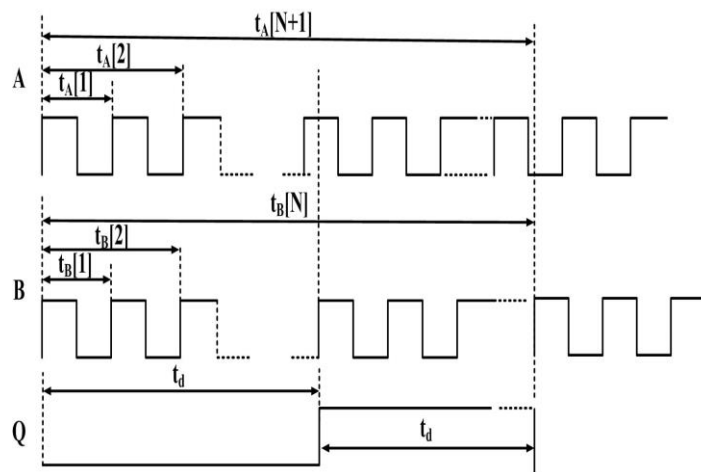 t_A[N+1]
t_A[2]
A
t_A[1]
t_B[N]
t_B[2]
t_B[1]
B
t_d
Q
t_d